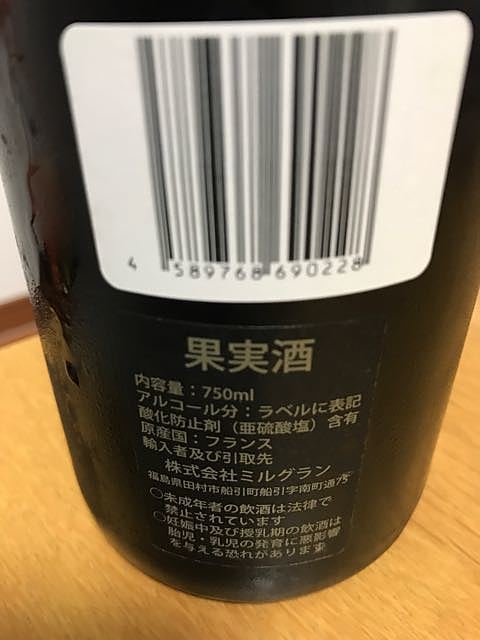 4 589768 690228
果実酒
内容量：750ml
アルコール分：ラベルに表記
酸化防止剤（亜硫酸塩）含有
原産国：フランス
輸入者及び引取先
株式会社ミルグラン
福島県田村市船引町船引字南町通75
○未成年者の飲酒は法律で
禁止されています
○妊娠中及び授乳期の飲酒は
胎児・乳児の発育に悪影響
を与える恐れがあります